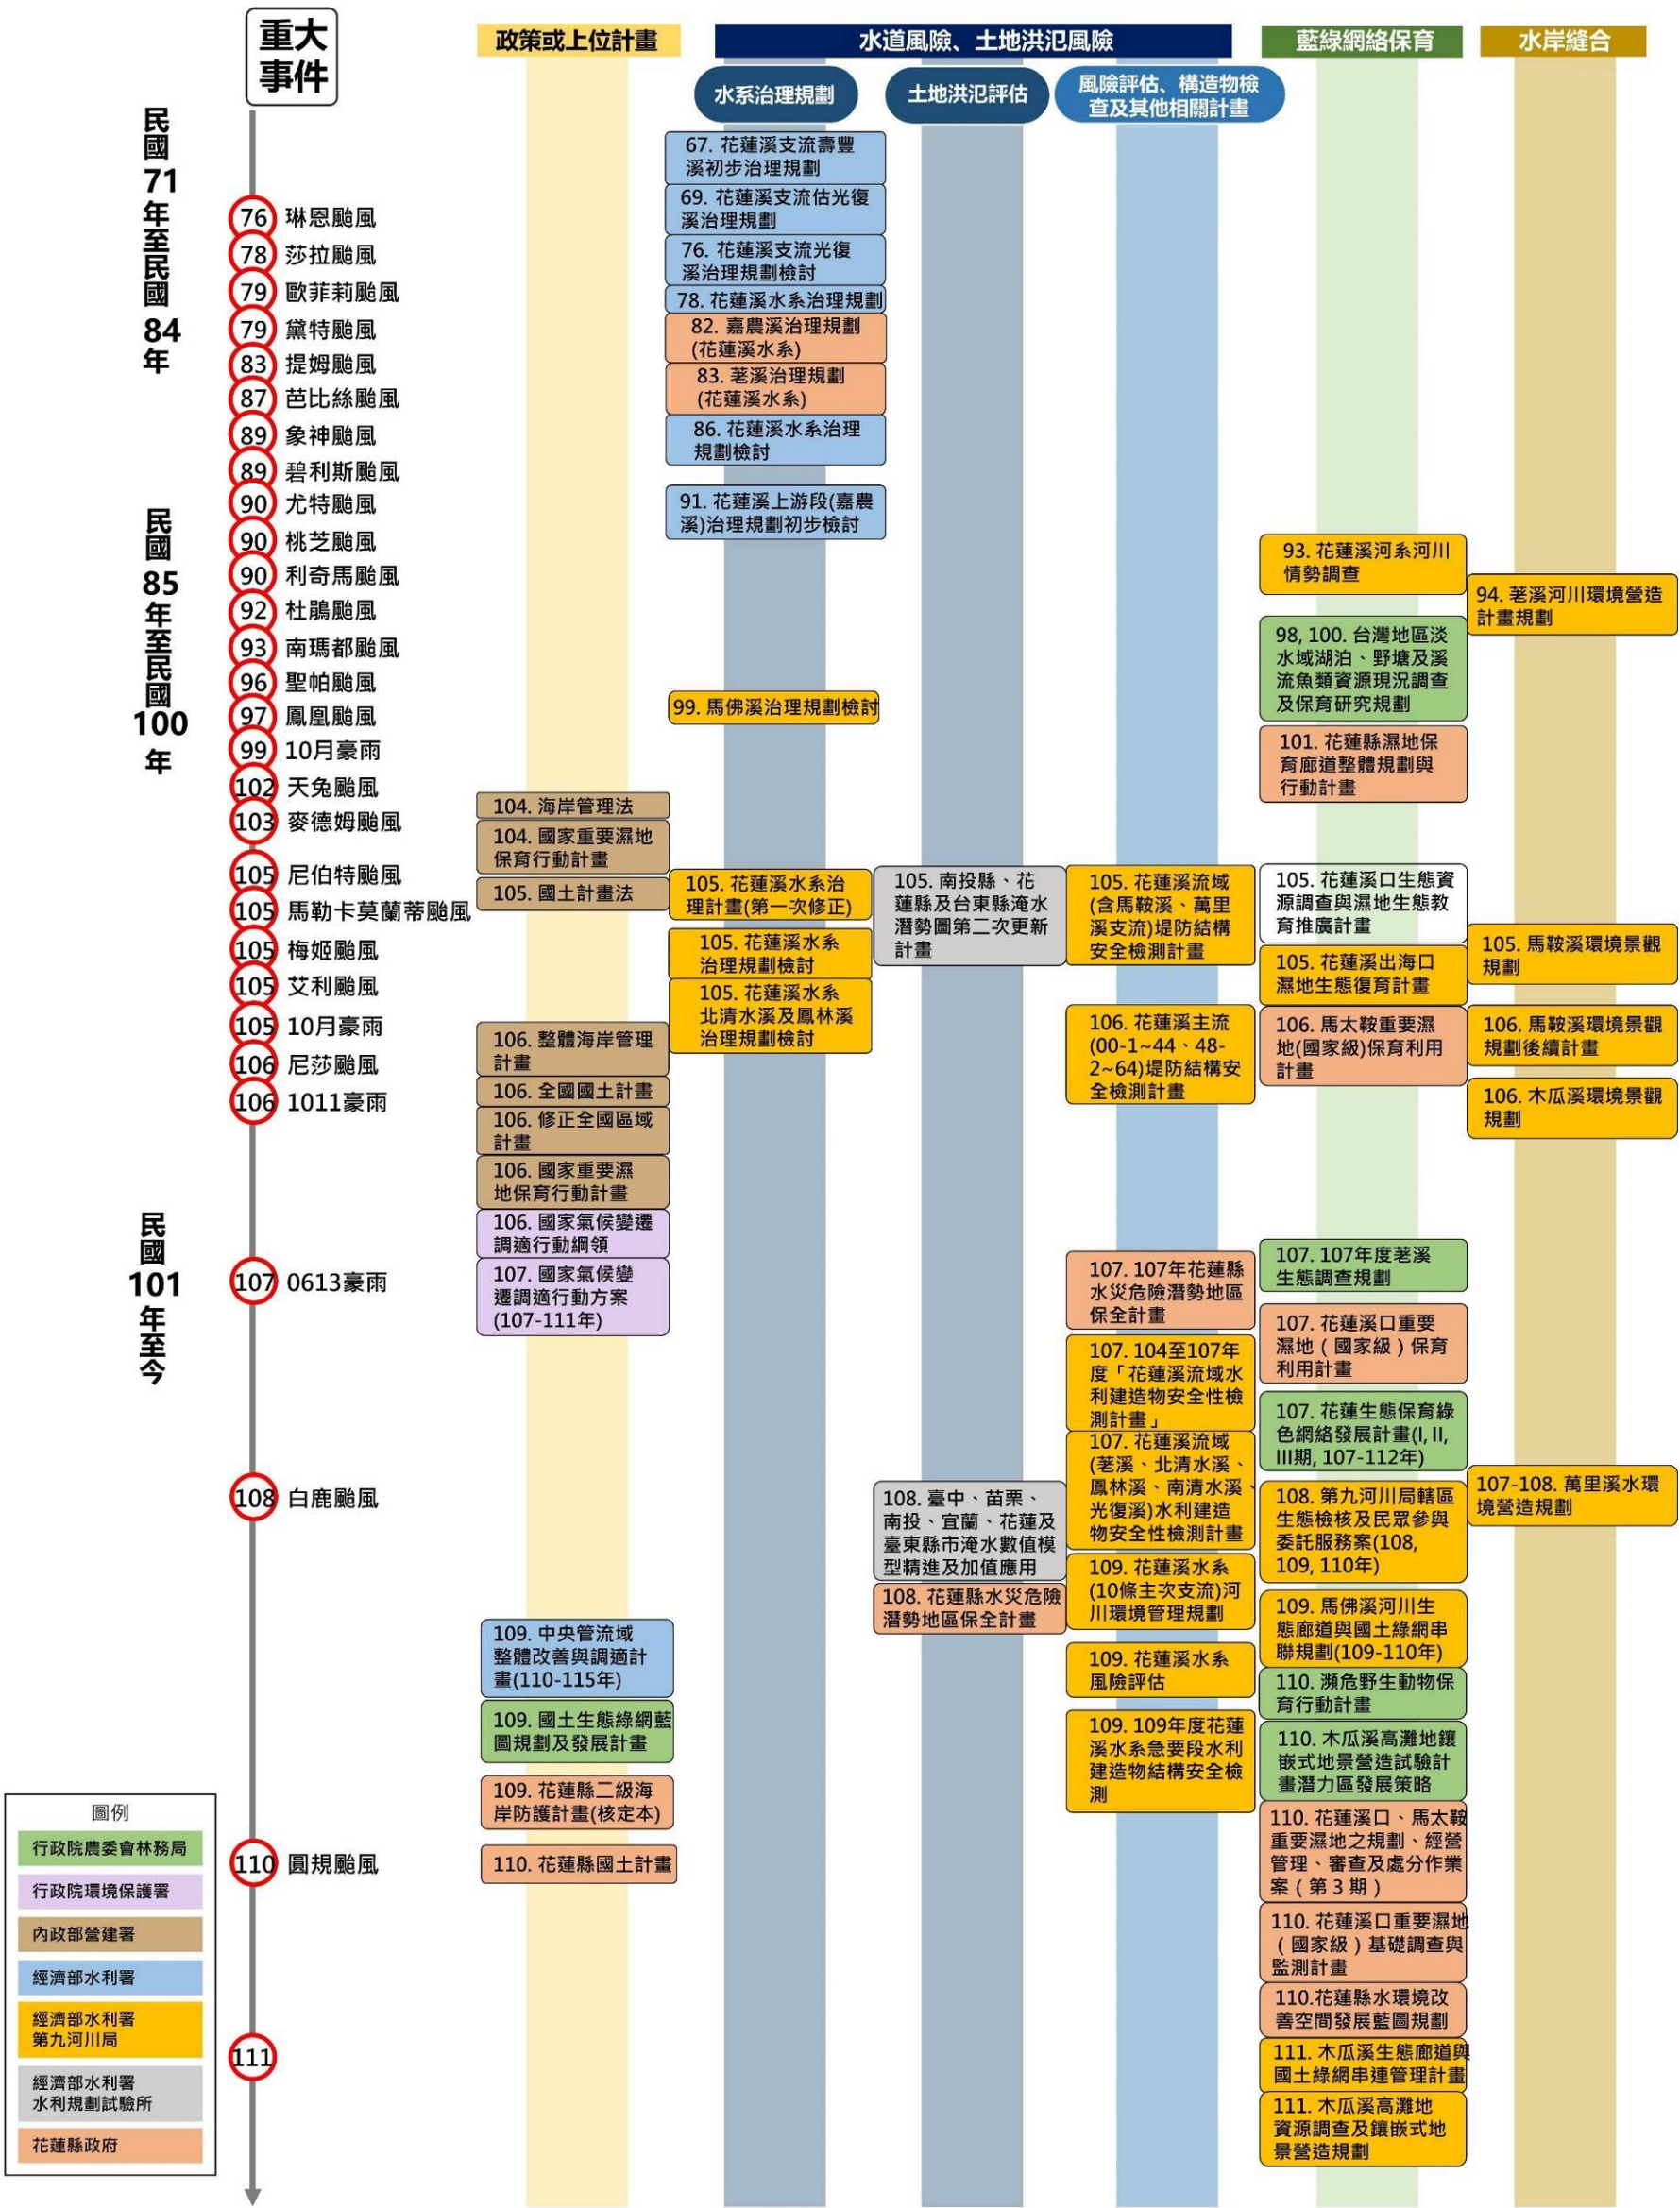 重大
事件
政策或上位計畫
水道風險、土地洪氾風險
藍綠網絡保育
水岸縫合
水系治理規劃
土地洪氾評估
風險評估、構造物檢
查及其他相關計畫
民國71年至民國84年
民國85年至民國100年
民國101年至今
76 琳恩颱風
78 莎拉颱風
79 歐菲莉颱風
79 黛特颱風
83 提姆颱風
87 芭比絲颱風
89 象神颱風
89 碧利斯颱風
90 尤特颱風
90 桃芝颱風
90 利奇馬颱風
92 杜鵑颱風
93 南瑪都颱風
96 聖帕颱風
97 鳳凰颱風
99 10月豪雨
102 天兔颱風
103 麥德姆颱風
105 尼伯特颱風
105 馬勒卡莫蘭蒂颱風
105 梅姬颱風
105 艾利颱風
105 10月豪雨
106 尼莎颱風
106 1011豪雨
107 0613豪雨
108 白鹿颱風
110 圓規颱風
111
104. 海岸管理法
104. 國家重要濕地
保育行動計畫
105. 國土計畫法
106. 整體海岸管理
計畫
106. 全國國土計畫
106. 修正全國區域
計畫
106. 國家重要濕
地保育行動計畫
106. 國家氣候變遷
調適行動綱領
107. 國家氣候變
遷調適行動方案
(107-111年)
109. 中央管流域
整體改善與調適計
畫(110-115年)
109. 國土生態綠網藍
圖規劃及發展計畫
109. 花蓮縣二級海
岸防護計畫(核定本)
110. 花蓮縣國土計畫
67. 花蓮溪支流壽豐
溪初步治理規劃
69. 花蓮溪支流估光復
溪治理規劃
76. 花蓮溪支流光復
溪治理規劃檢討
78. 花蓮溪水系治理規劃
82. 嘉農溪治理規劃
(花蓮溪水系)
83. 荖溪治理規劃
(花蓮溪水系)
86. 花蓮溪水系治理
規劃檢討
91. 花蓮溪上游段(嘉農
溪)治理規劃初步檢討
99. 馬佛溪治理規劃檢討
105. 花蓮溪水系治
理計畫(第一次修正)
105. 花蓮溪水系
治理規劃檢討
105. 花蓮溪水系
北清水溪及鳳林溪
治理規劃檢討
105. 南投縣、花
蓮縣及台東縣淹水
潛勢圖第二次更新
計畫
108. 臺中、苗栗、
南投、宜蘭、花蓮及
臺東縣市淹水數值模
型精進及加值應用
108. 花蓮縣水災危險
潛勢地區保全計畫
105. 花蓮溪流域
(含馬鞍溪、萬里
溪支流)堤防結構
安全檢測計畫
106. 花蓮溪主流
(00-1~44、48-
2~64)堤防結構安
全檢測計畫
107. 107年花蓮縣
水災危險潛勢地區
保全計畫
107. 104至107年
度「花蓮溪流域水
利建造物安全性檢
測計畫」
107. 花蓮溪流域
(荖溪、北清水溪、
鳳林溪、南清水溪、
光復溪)水利建造
物安全性檢測計畫
109. 花蓮溪水系
(10條主次支流)河
川環境管理規劃
109. 花蓮溪水系
風險評估
109. 109年度花蓮
溪水系急要段水利
建造物結構安全檢
測
93. 花蓮溪河系河川
情勢調查
98, 100. 台灣地區淡
水域湖泊、野塘及溪
流魚類資源現況調查
及保育研究規劃
101. 花蓮縣濕地保
育廊道整體規劃與
行動計畫
105. 花蓮溪口生態資
源調查與濕地生態教
育推廣計畫
105. 花蓮溪出海口
濕地生態復育計畫
106. 馬太鞍重要濕
地(國家級)保育利用
計畫
107. 107年度荖溪
生態調查規劃
107. 花蓮溪口重要
濕地（國家級）保育
利用計畫
107. 花蓮生態保育綠
色網絡發展計畫(I, II,
III期, 107-112年)
108. 第九河川局轄區
生態檢核及民眾參與
委託服務案(108,
109, 110年)
109. 馬佛溪河川生
態廊道與國土綠網串
聯規劃(109-110年)
110. 瀕危野生動物保
育行動計畫
110. 木瓜溪高灘地鑲
嵌式地景營造試驗計
畫潛力區發展策略
110. 花蓮溪口、馬太鞍
重要濕地之規劃、經營
管理、審查及處分作業
案（第3期）
110. 花蓮溪口重要濕地
（國家級）基礎調查與
監測計畫
110.花蓮縣水環境改
善空間發展藍圖規劃
111. 木瓜溪生態廊道與
國土綠網串連管理計畫
111. 木瓜溪高灘地
資源調查及鑲嵌式地
景營造規劃
94. 荖溪河川環境營造
計畫規劃
105. 馬鞍溪環境景觀
規劃
106. 馬鞍溪環境景觀
規劃後續計畫
106. 木瓜溪環境景觀
規劃
107-108. 萬里溪水環
境營造規劃
圖例
行政院農委會林務局
行政院環境保護署
內政部營建署
經濟部水利署
經濟部水利署
第九河川局
經濟部水利署
水利規劃試驗所
花蓮縣政府